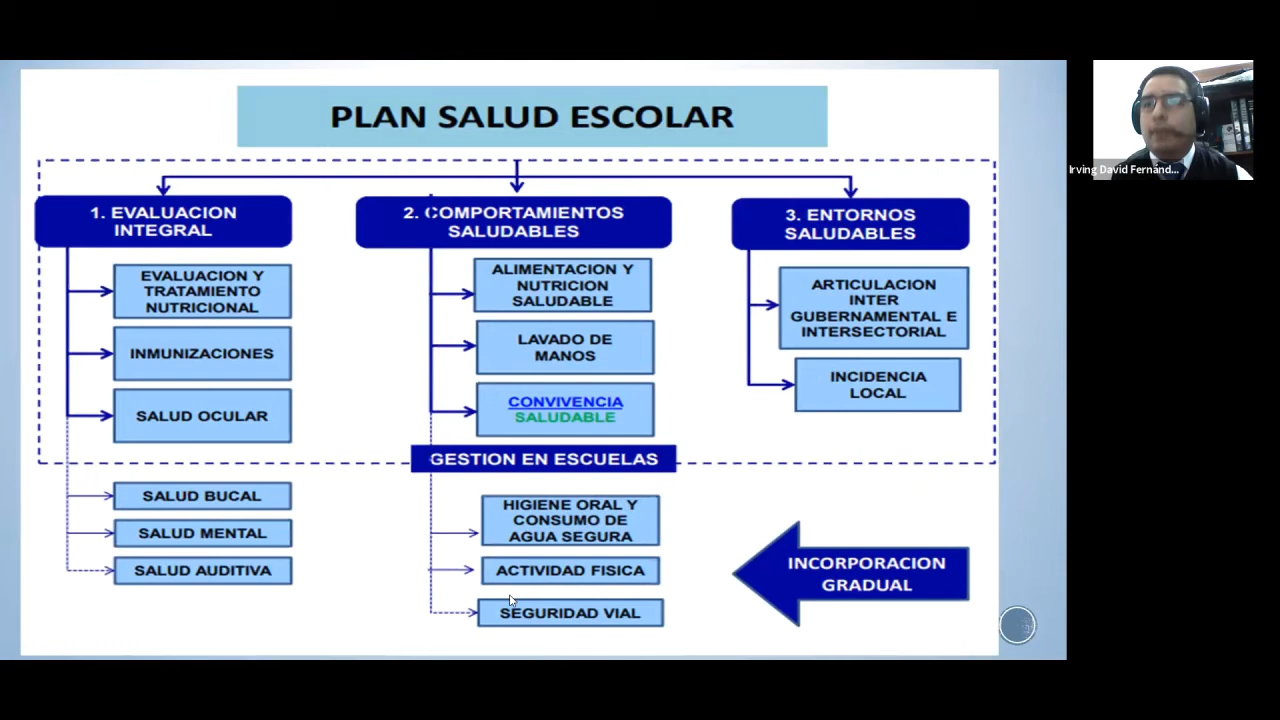 PLAN SALUD ESCOLAR
1. EVALUACION
INTEGRAL
EVALUACION Y
TRATAMIENTO
NUTRICIONAL
INMUNIZACIONES
SALUD OCULAR
SALUD BUCAL
SALUD MENTAL
SALUD AUDITIVA
2. COMPORTAMIENTOS
SALUDABLES
ALIMENTACION Y
NUTRICION
SALUDABLE
LAVADO DE
MANOS
CONVIVENCIA
SALUDABLE
GESTION EN ESCUELAS
HIGIENE ORAL Y
CONSUMO DE
AGUA SEGURA
ACTIVIDAD FISICA
SEGURIDAD VIAL
3. ENTORNOS
SALUDABLES
ARTICULACION
INTER
GUBERNAMENTAL E
INTERSECTORIAL
INCIDENCIA
LOCAL
INCORPORACION
GRADUAL
Irving David Fernánd...